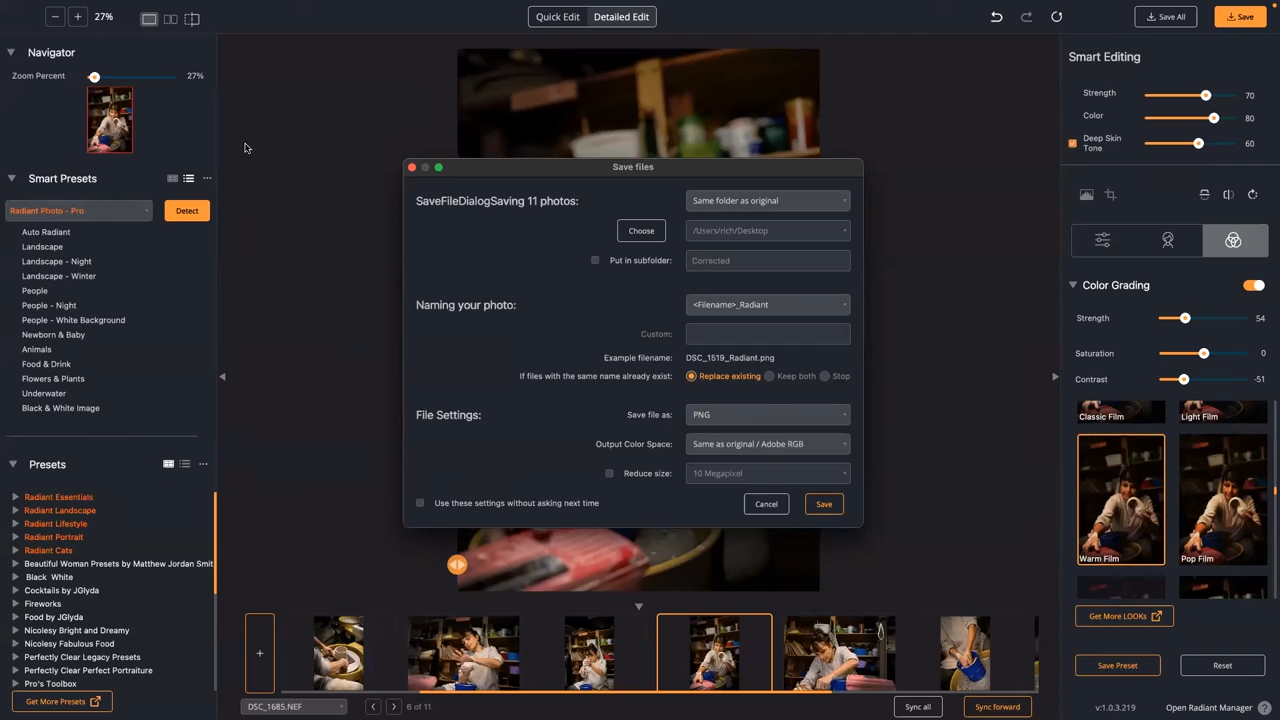 27%
Quick Edit
Detailed Edit
Save All
Save
Navigator
Zoom Percent
27%
Smart Presets
Radiant Photo - Pro
Detect
Auto Radiant
Landscape
Landscape - Night
Landscape - Winter
People
People - Night
People - White Background
Newborn & Baby
Animals
Food & Drink
Flowers & Plants
Underwater
Black & White Image
Presets
Radiant Essentials
Radiant Landscape
Radiant Lifestyle
Radiant Portrait
Radiant Cats
Beautiful Woman Presets by Matthew Jordan Smit
Black White
Cocktails by JGlyda
Fireworks
Food by JGlyda
Nicolesy Bright and Dreamy
Nicolesy Fabulous Food
Perfectly Clear Legacy Presets
Perfectly Clear Perfect Portraiture
Pro's Toolbox
Get More Presets
Save files
SaveFileDialogSaving 11 photos:
Same folder as original
Choose
/Users/rich/Desktop
Put in subfolder:
Corrected
Naming your photo:
<Filename>_Radiant
Custom:
Example filename:
DSC_1519_Radiant.png
If files with the same name already exist:
Replace existing
Keep both
Stop
File Settings:
Save file as:
PNG
Output Color Space:
Same as original / Adobe RGB
Reduce size:
10 Megapixel
Use these settings without asking next time
Cancel
Save
DSC_1685.NEF
6 of 11
Sync all
Sync forward
Smart Editing
Strength
70
Color
80
Deep Skin
Tone
60
Color Grading
Strength
54
Saturation
0
Contrast
-51
Classic Film
Light Film
Warm Film
Pop Film
Get More LOOKs
Save Preset
Reset
v:1.0.3.219
Open Radiant Manager
?